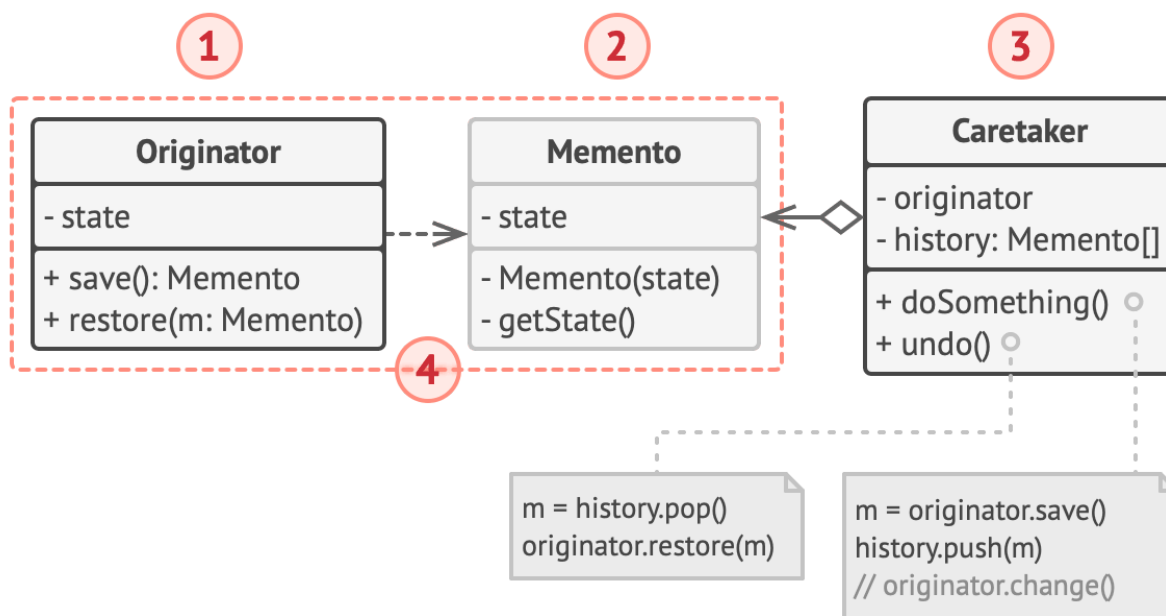 1
2
3
Originator
- state
+ save(): Memento
+ restore(m: Memento)
Memento
- state
- Memento(state)
- getState()
Caretaker
- originator
- history: Memento[]
+ doSomething()
+ undo()
4
m = history.pop()
originator.restore(m)
m = originator.save()
history.push(m)
// originator.change()